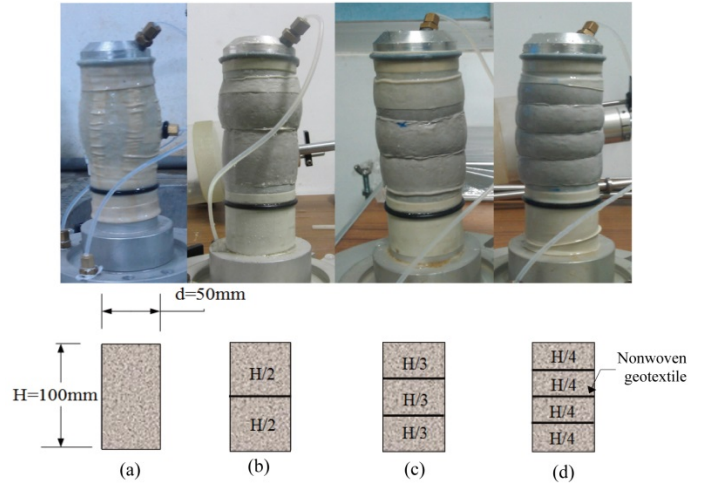 d=50mm
H=100mm
H/2
H/2
H/3
H/3
H/3
H/4
H/4
H/4
H/4
Nonwoven
geotextile
(a)
(b)
(c)
(d)